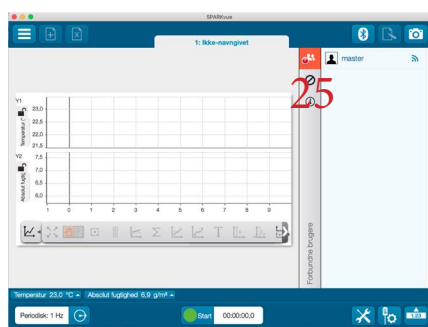 SPARKvue
1: Ikke-navngivet
master
25
Y1
23,0
22,5
22,0
21,5
Temperatur (
Y2
7,5
7,0
6,5
6,0
Absolut fugtig
1 0 1 2 3 4 5 6 7 8 9
Forbundne brugere
Temperatur 23,0 °C Absolut fugtighed 6,9 g/m³
Periodisk: 1 Hz
Start
00:00:00,0
1.23